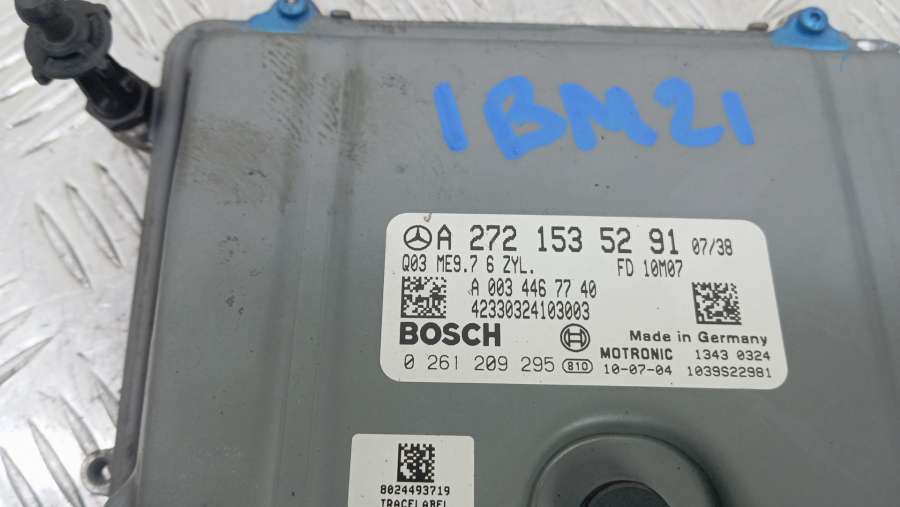 1BM21
A 272 153 52 91 07/38
Q03 ME9.7 6 ZYL. FD 10M07
A 003 446 77 40
42330324103003
BOSCH Made in Germany
MOTRONIC 1343 0324
0 261 209 295 810 10-07-04 1039S22981
8024493719
TRACELABEL